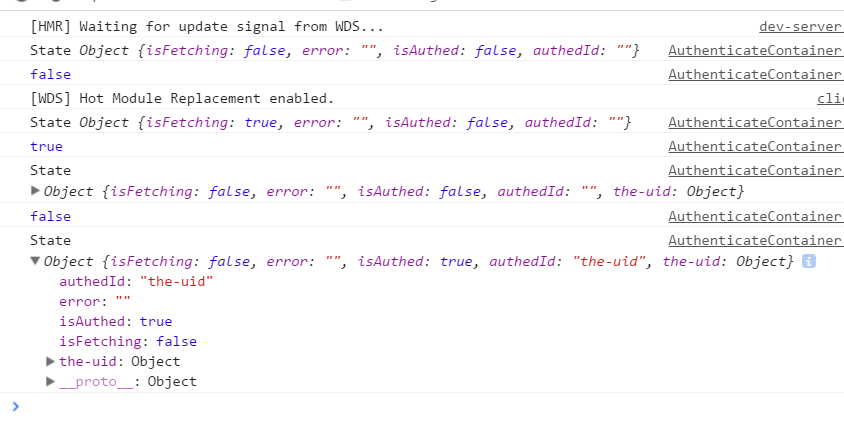 [HMR] Waiting for update signal from WDS... dev-server
State Object {isFetching: false, error: "", isAuthed: false, authedId: ""} AuthenticateContainer
false AuthenticateContainer
[WDS] Hot Module Replacement enabled. clie
State Object {isFetching: true, error: "", isAuthed: false, authedId: ""} AuthenticateContainer
true AuthenticateContainer
State AuthenticateContainer
Object {isFetching: false, error: "", isAuthed: false, authedId: "", the-uid: Object}
false AuthenticateContainer
State AuthenticateContainer
Object {isFetching: false, error: "", isAuthed: true, authedId: "the-uid", the-uid: Object} i
authedId: "the-uid"
error: ""
isAuthed: true
isFetching: false
the-uid: Object
__proto__: Object